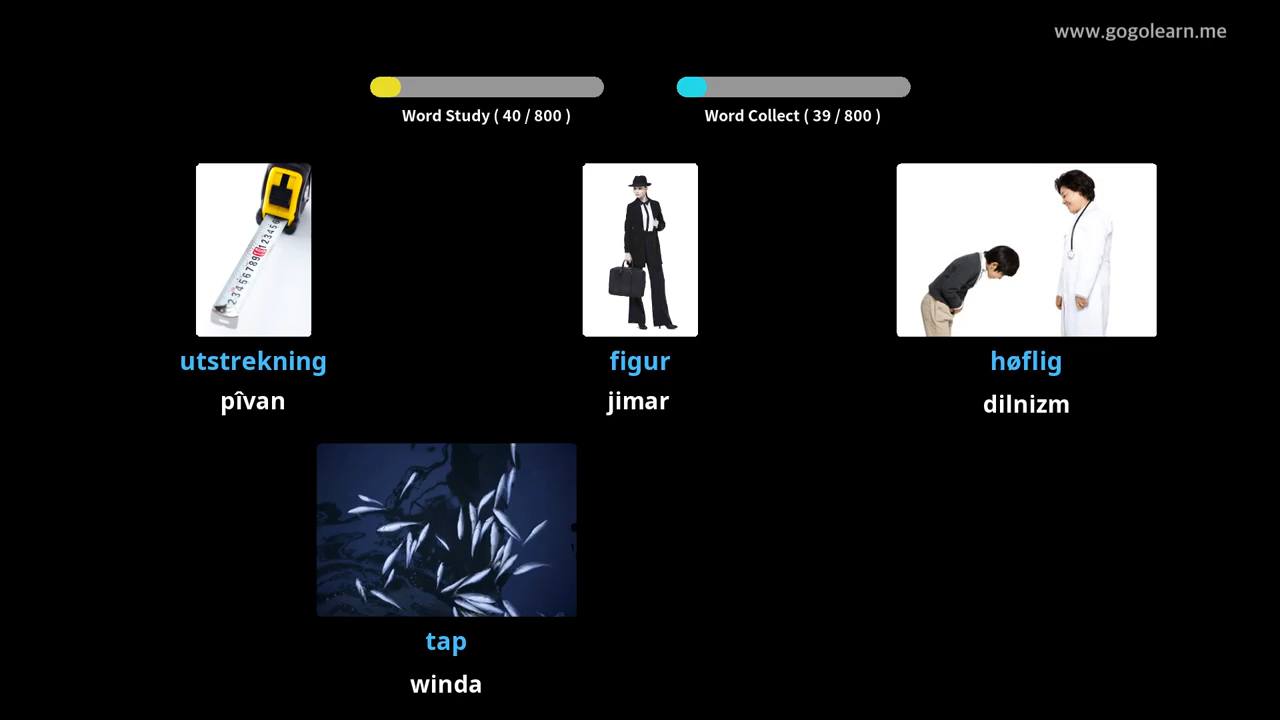 www.gogolearn.me
Word Study ( 40 / 800 )
Word Collect ( 39 / 800 )
utstrekning
pîvan
figur
jimar
høflig
dilnizm
tap
winda